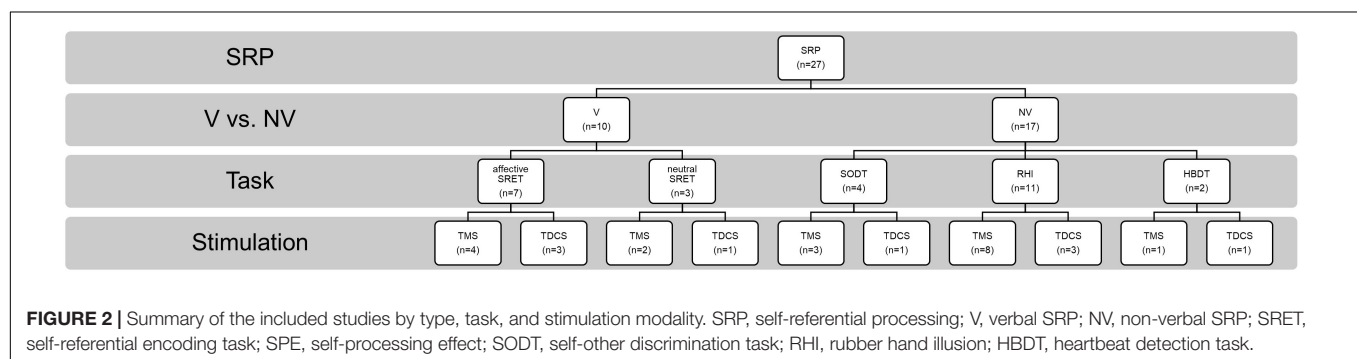 SRP
SRP
(n=27)
V vs. NV
V
(n=10)
NV
(n=17)
Task
affective
SRET
(n=7)
neutral
SRET
(n=3)
SODT
(n=4)
RHI
(n=11)
HBDT
(n=2)
Stimulation
TMS
(n=4)
TDCS
(n=3)
TMS
(n=2)
TDCS
(n=1)
TMS
(n=3)
TDCS
(n=1)
TMS
(n=8)
TDCS
(n=3)
TMS
(n=1)
TDCS
(n=1)
FIGURE 2 | Summary of the included studies by type, task, and stimulation modality. SRP, self-referential processing; V, verbal SRP; NV, non-verbal SRP; SRET,
self-referential encoding task; SPE, self-processing effect; SODT, self-other discrimination task; RHI, rubber hand illusion; HBDT, heartbeat detection task.